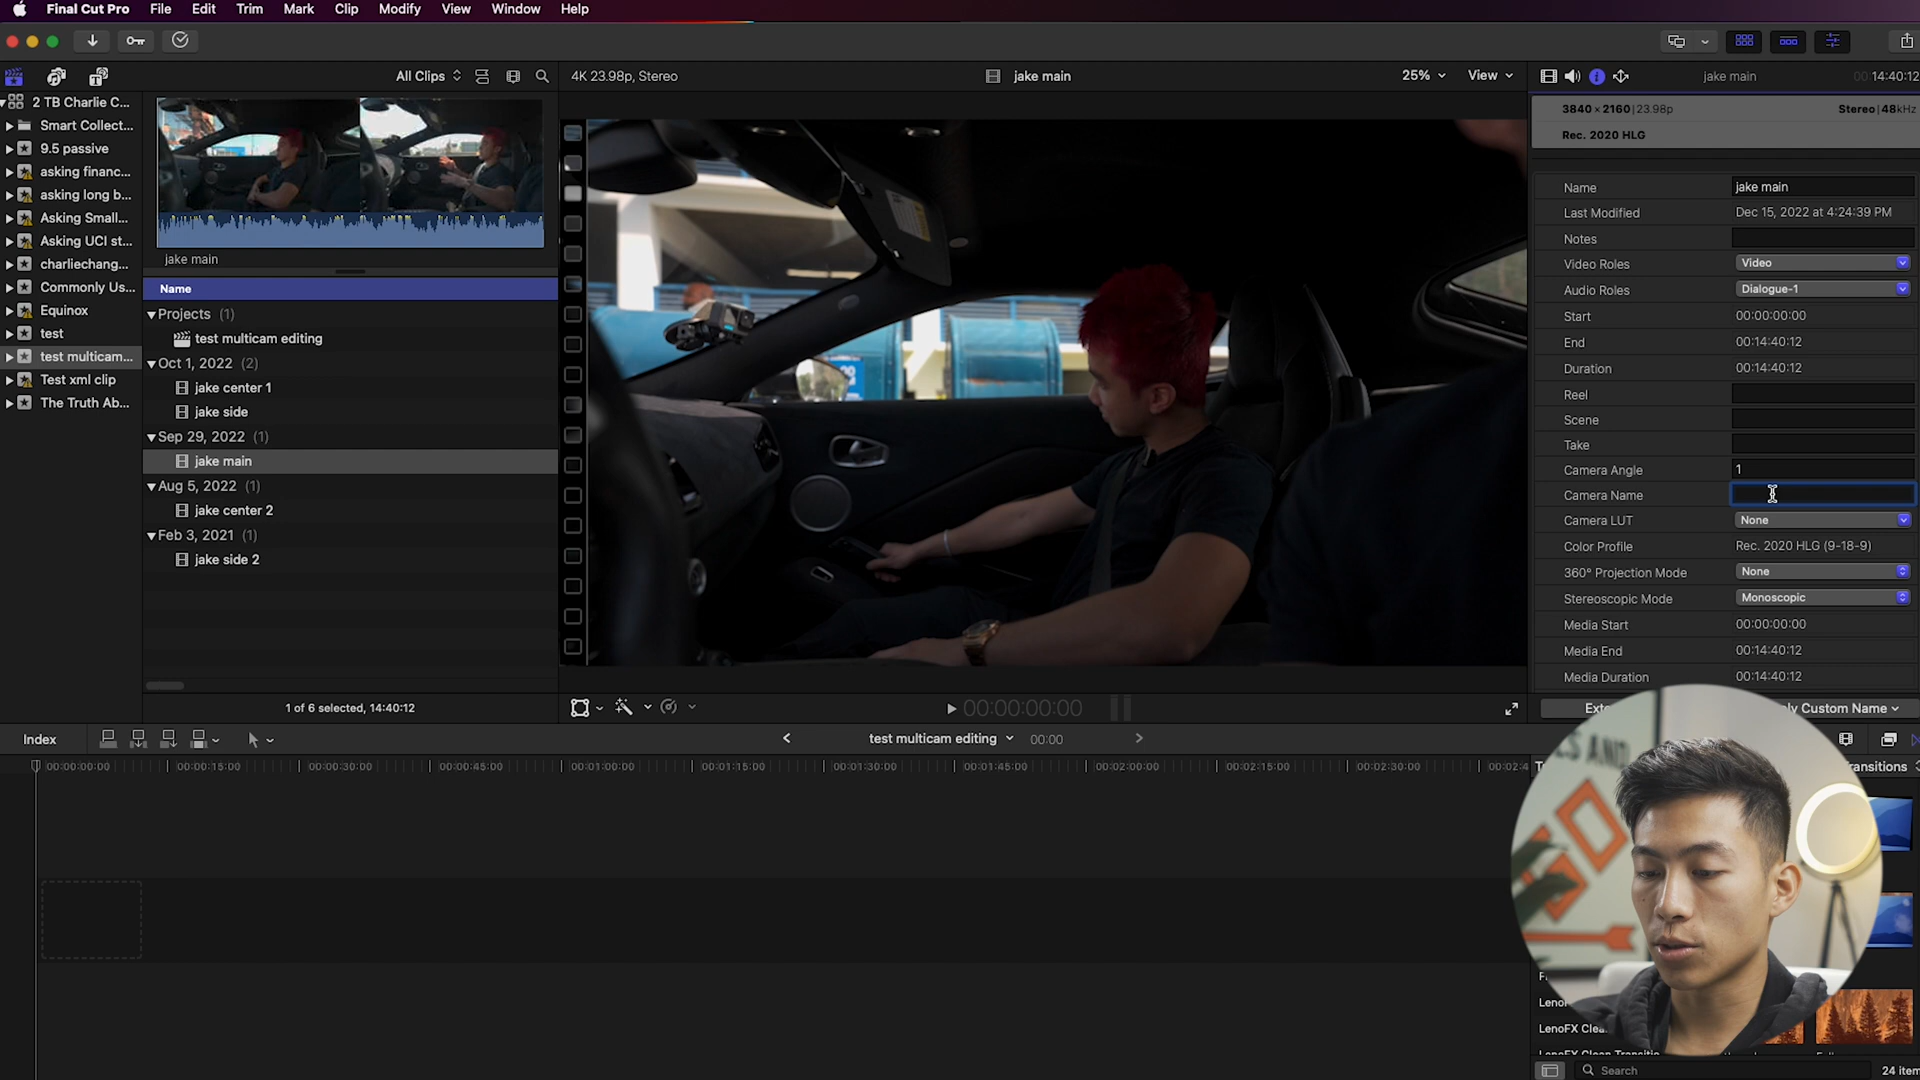 Final Cut Pro File Edit Trim Mark Clip Modify View Window Help
All Clips
4K 23.98p, Stereo
jake main
25%
View
jake main
00:14:40:12
2 TB Charlie C...
Smart Collect...
9.5 passive
asking financ...
asking long b...
Asking Small...
Asking UCI st...
charliechang...
Commonly Us...
Equinox
test
test multicam...
Test xml clip
The Truth Ab...
jake main
Name
Projects (1)
test multicam editing
Oct 1, 2022 (2)
jake center 1
jake side
Sep 29, 2022 (1)
jake main
Aug 5, 2022 (1)
jake center 2
Feb 3, 2021 (1)
jake side 2
1 of 6 selected, 14:40:12
00:00:00:00
3840 × 2160 | 23.98p
Stereo | 48kHz
Rec. 2020 HLG
Name jake main
Last Modified Dec 15, 2022 at 4:24:39 PM
Notes
Video Roles Video
Audio Roles Dialogue-1
Start 00:00:00:00
End 00:14:40:12
Duration 00:14:40:12
Reel
Scene
Take
Camera Angle 1
Camera Name
Camera LUT None
Color Profile Rec. 2020 HLG (9-18-9)
360° Projection Mode None
Stereoscopic Mode Monoscopic
Media Start 00:00:00:00
Media End 00:14:40:12
Media Duration 00:14:40:12
Custom Name
Index
test multicam editing
00:00
00:00:00:00 00:00:15:00 00:00:30:00 00:00:45:00 00:01:00:00 00:01:15:00 00:01:30:00 00:01:45:00 00:02:00:00 00:02:15:00 00:02:30:00
LenoFX Clean Transitio
Search
24 item